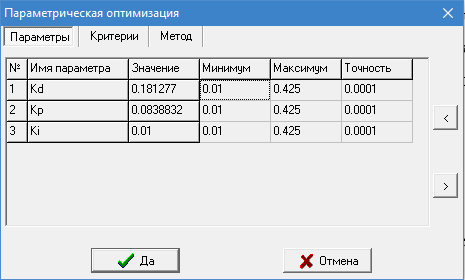 Параметрическая оптимизация
Параметры Критерии Метод
№ Имя параметра Значение Минимум Максимум Точность
1 Kd 0.181277 0.01 0.425 0.0001
2 Kp 0.0838832 0.01 0.425 0.0001
3 Ki 0.01 0.01 0.425 0.0001
<
>
Да Отмена